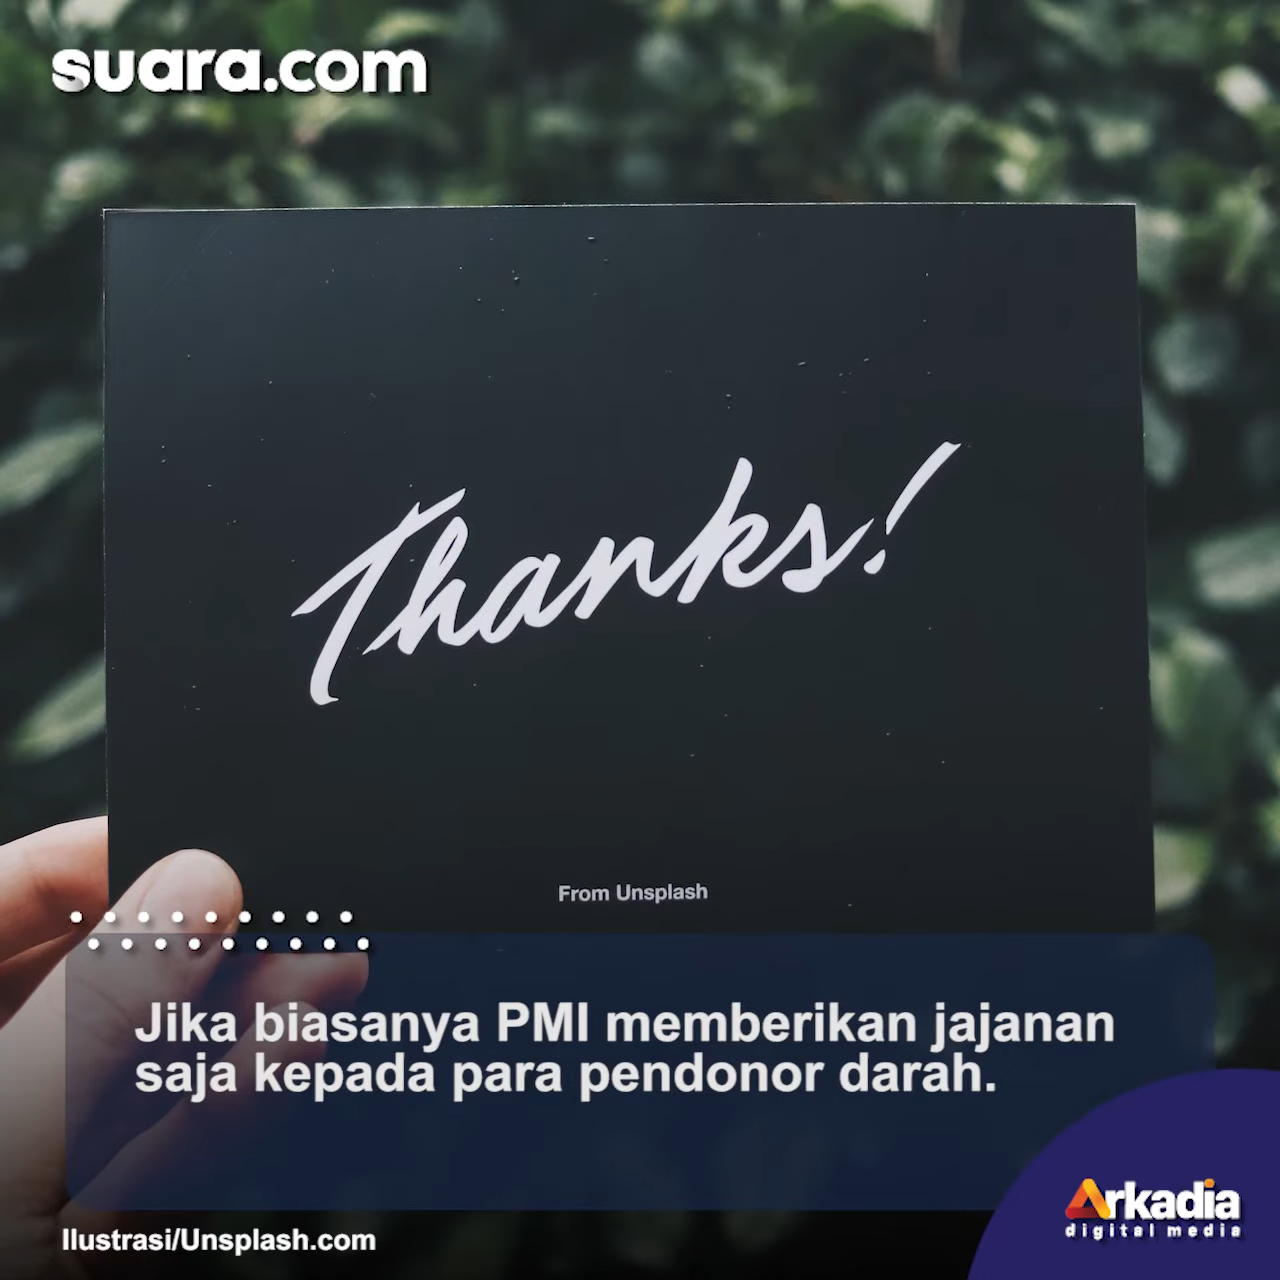 suara.com
Thanks!
From Unsplash
Jika biasanya PMI memberikan jajanan
saja kepada para pendonor darah.
Ilustrasi/Unsplash.com
Arkadia
digital media